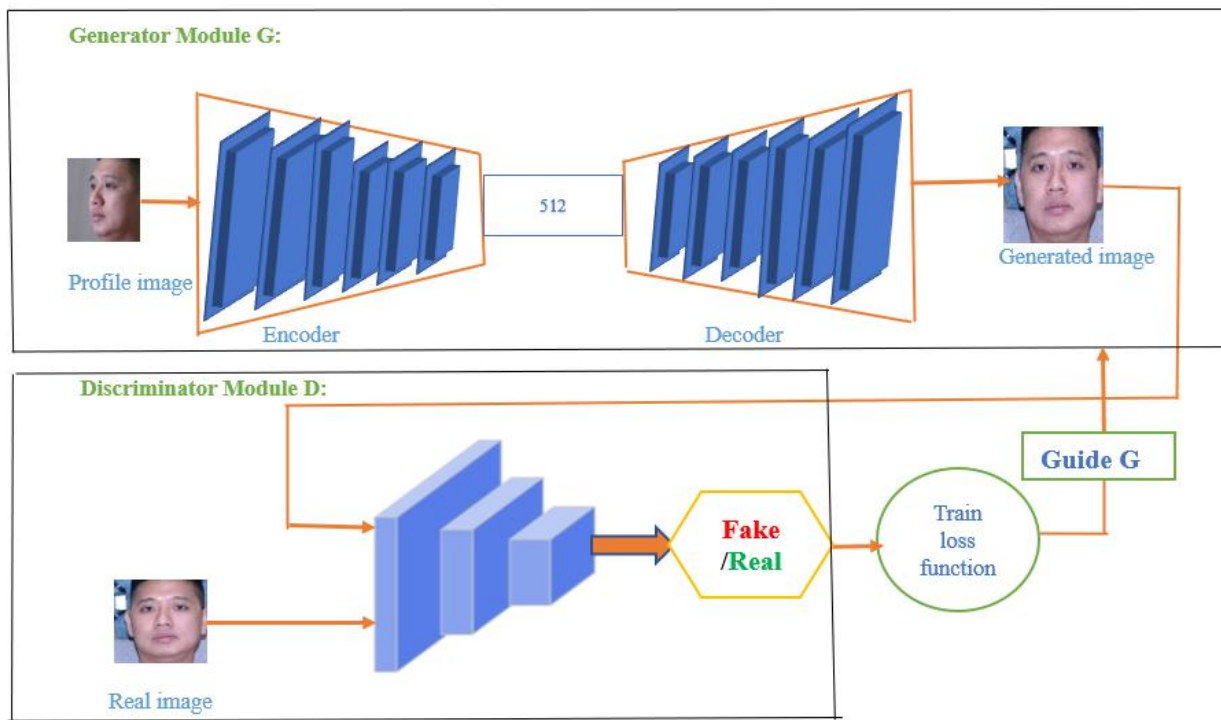 Generator Module G:
512
Profile image
Generated image
Encoder
Decoder
Discriminator Module D:
Guide G
Fake
/Real
Train
loss
function
Real image